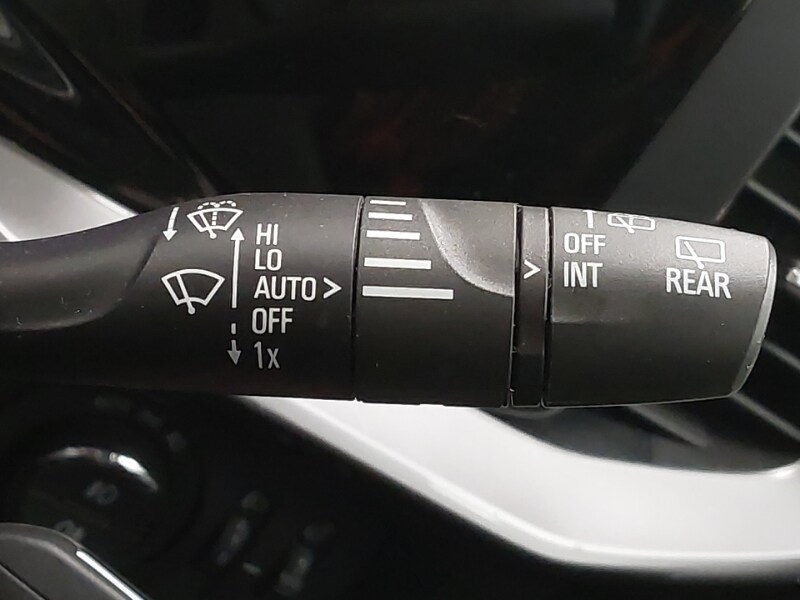 HI
LO
AUTO >
OFF
1x
>
OFF
INT
REAR